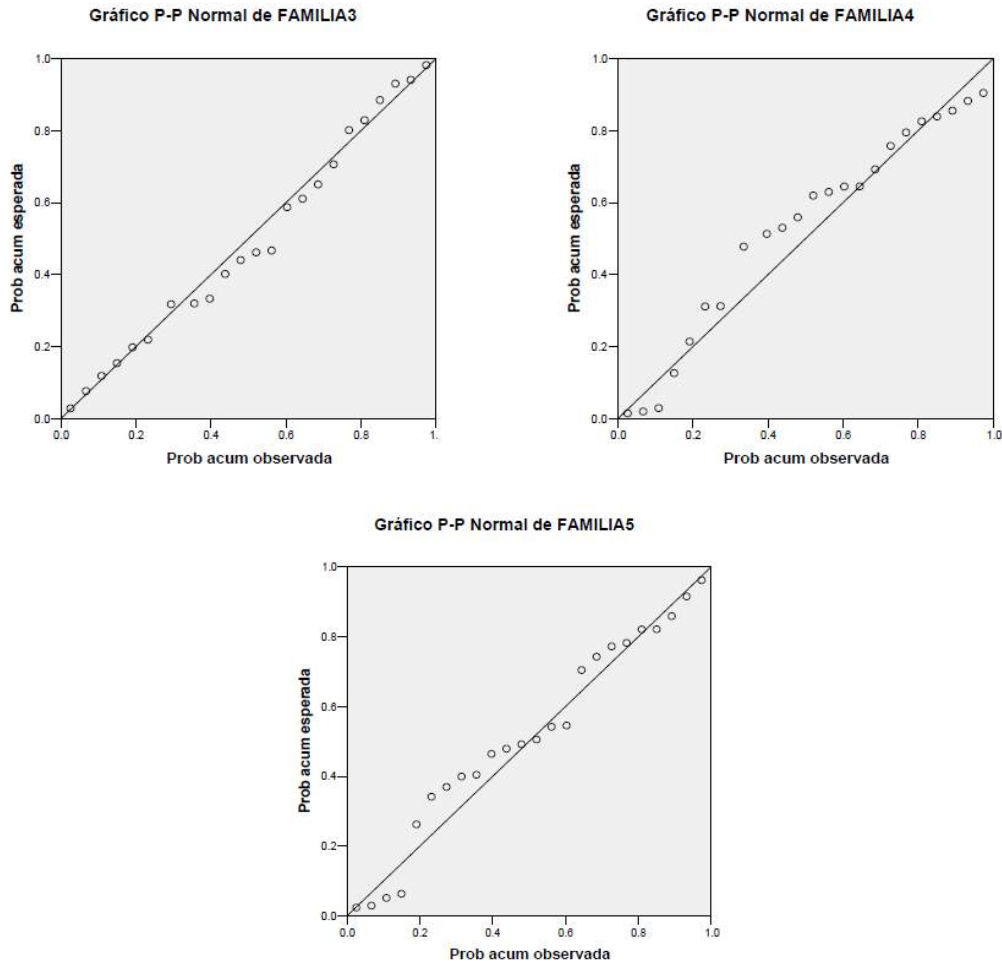 Gráfico P-P Normal de FAMILIA3
1.0
0.8
0.6
0.4
0.2
0.0
Prob acum esperada
0.0 0.2 0.4 0.6 0.8 1.
Prob acum observada
Gráfico P-P Normal de FAMILIA4
1.0
0.8
0.6
0.4
0.2
0.0
Prob acum esperada
0.0 0.2 0.4 0.6 0.8 1.0
Prob acum observada
Gráfico P-P Normal de FAMILIA5
1.0
0.8
0.6
0.4
0.2
0.0
Prob acum esperada
0.0 0.2 0.4 0.6 0.8 1.0
Prob acum observada